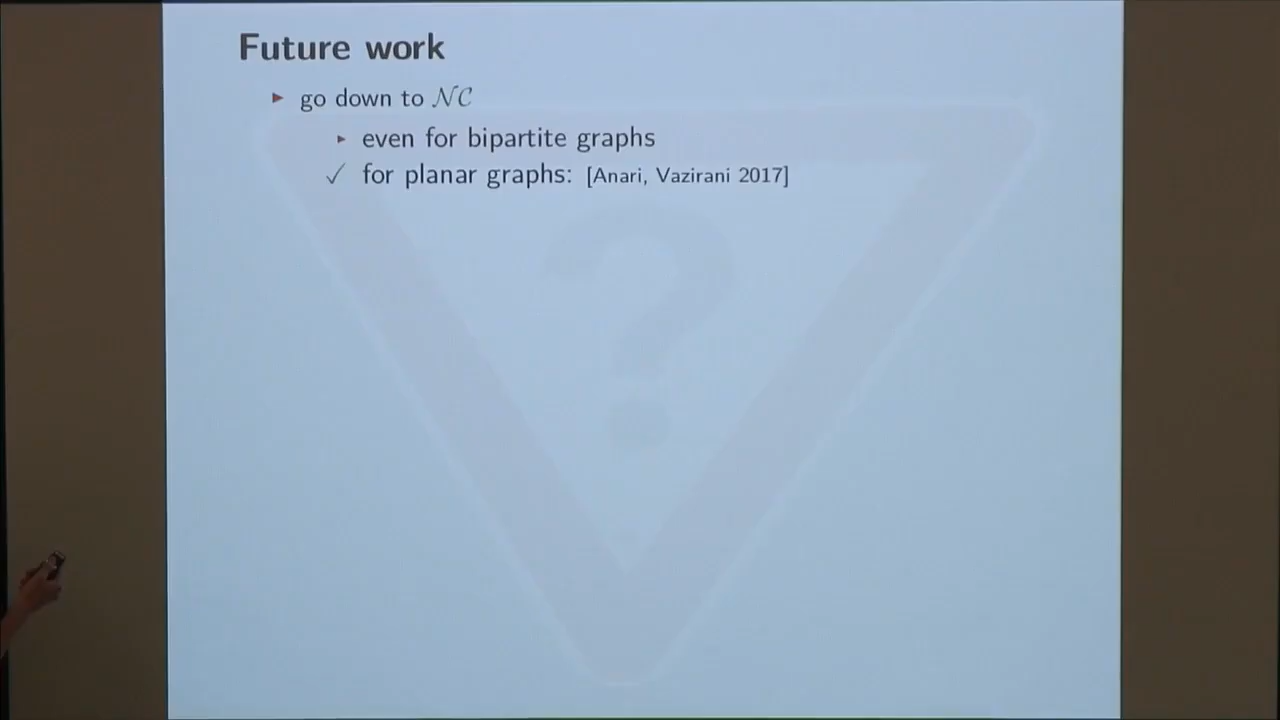 Future work
▸ go down to 𝒩𝒞
▸ even for bipartite graphs
✓ for planar graphs: [Anari, Vazirani 2017]
?